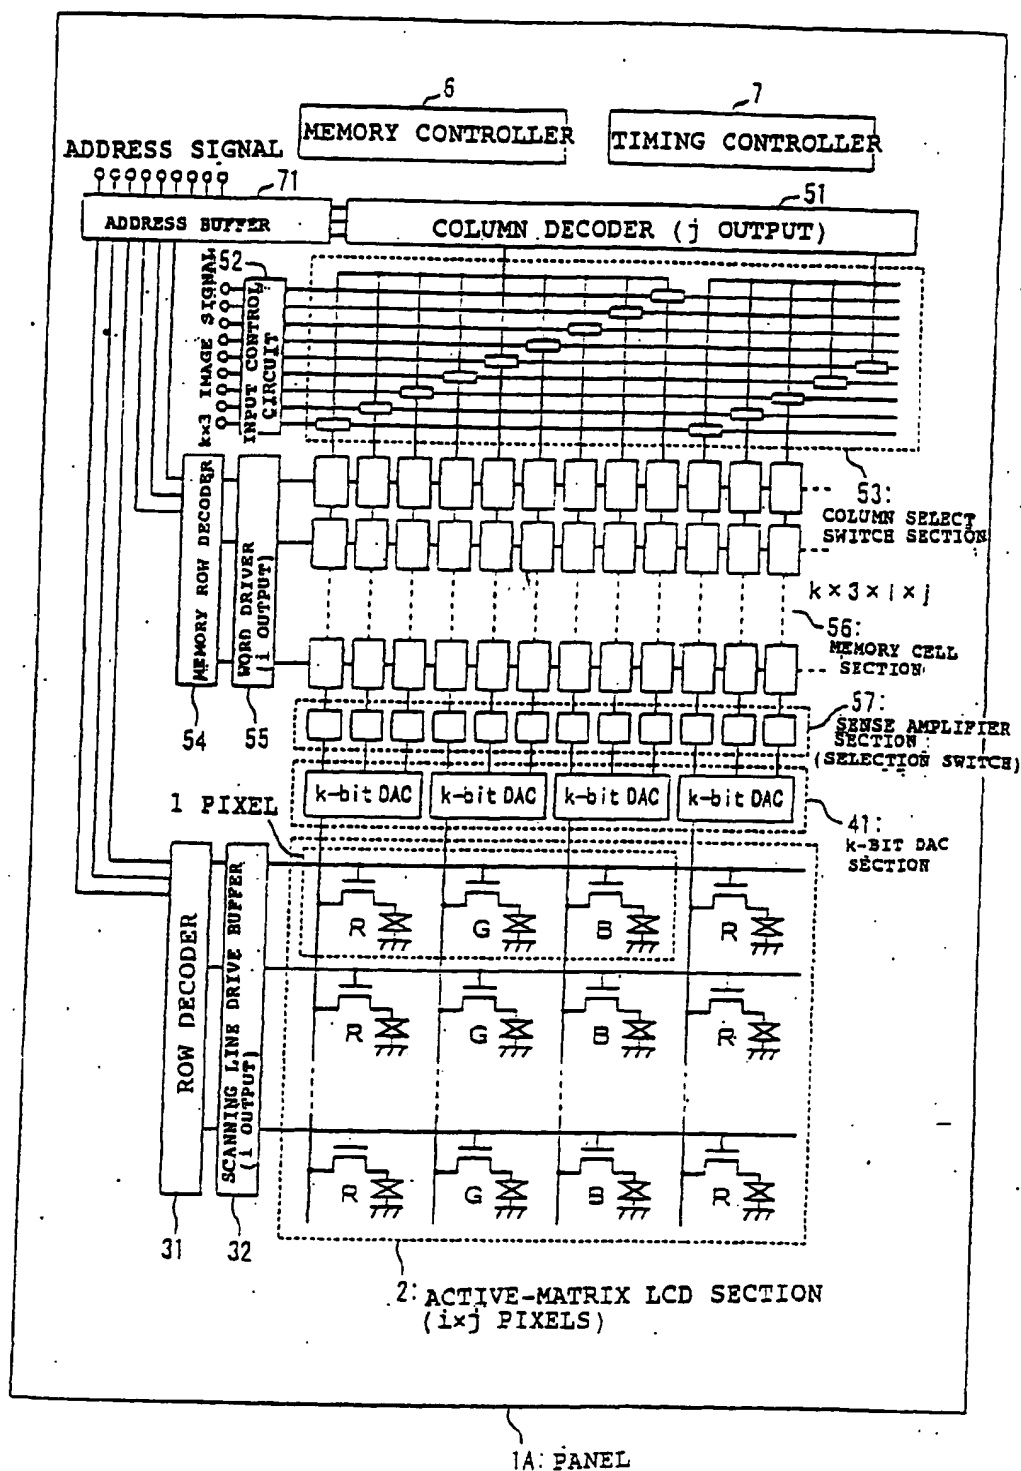 6
7
MEMORY CONTROLLER
TIMING CONTROLLER
ADDRESS SIGNAL
71
51
ADDRESS BUFFER
COLUMN DECODER (j OUTPUT)
k×3 IMAGE SIGNAL
52
INPUT CONTROL
CIRCUIT
53:
COLUMN SELECT
SWITCH SECTION
MEMORY ROW DECODER
WORD DRIVER
(i OUTPUT)
k×3×i×j
56:
MEMORY CELL
SECTION
54
55
57:
SENSE AMPLIFIER
SECTION
(SELECTION SWITCH)
k-bit DAC
k-bit DAC
k-bit DAC
k-bit DAC
41:
k-BIT DAC
SECTION
1 PIXEL
ROW DECODER
SCANNING LINE DRIVE BUFFER
(i OUTPUT)
R
G
B
R
R
G
B
R
R
G
B
R
31
32
2: ACTIVE-MATRIX LCD SECTION
(i×j PIXELS)
1A: PANEL